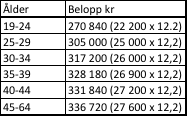 Ålder Belopp kr
19-24 270 840 (22 200 x 12.2)
25-29 305 000 (25 000 x 12,2)
30-34 317 200 (26 000 x 12,2)
35-39 328 180 (26 900 x 12,2)
40-44 331 840 (27 200 x 12,2)
45-64 336 720 (27 600 x 12,2)